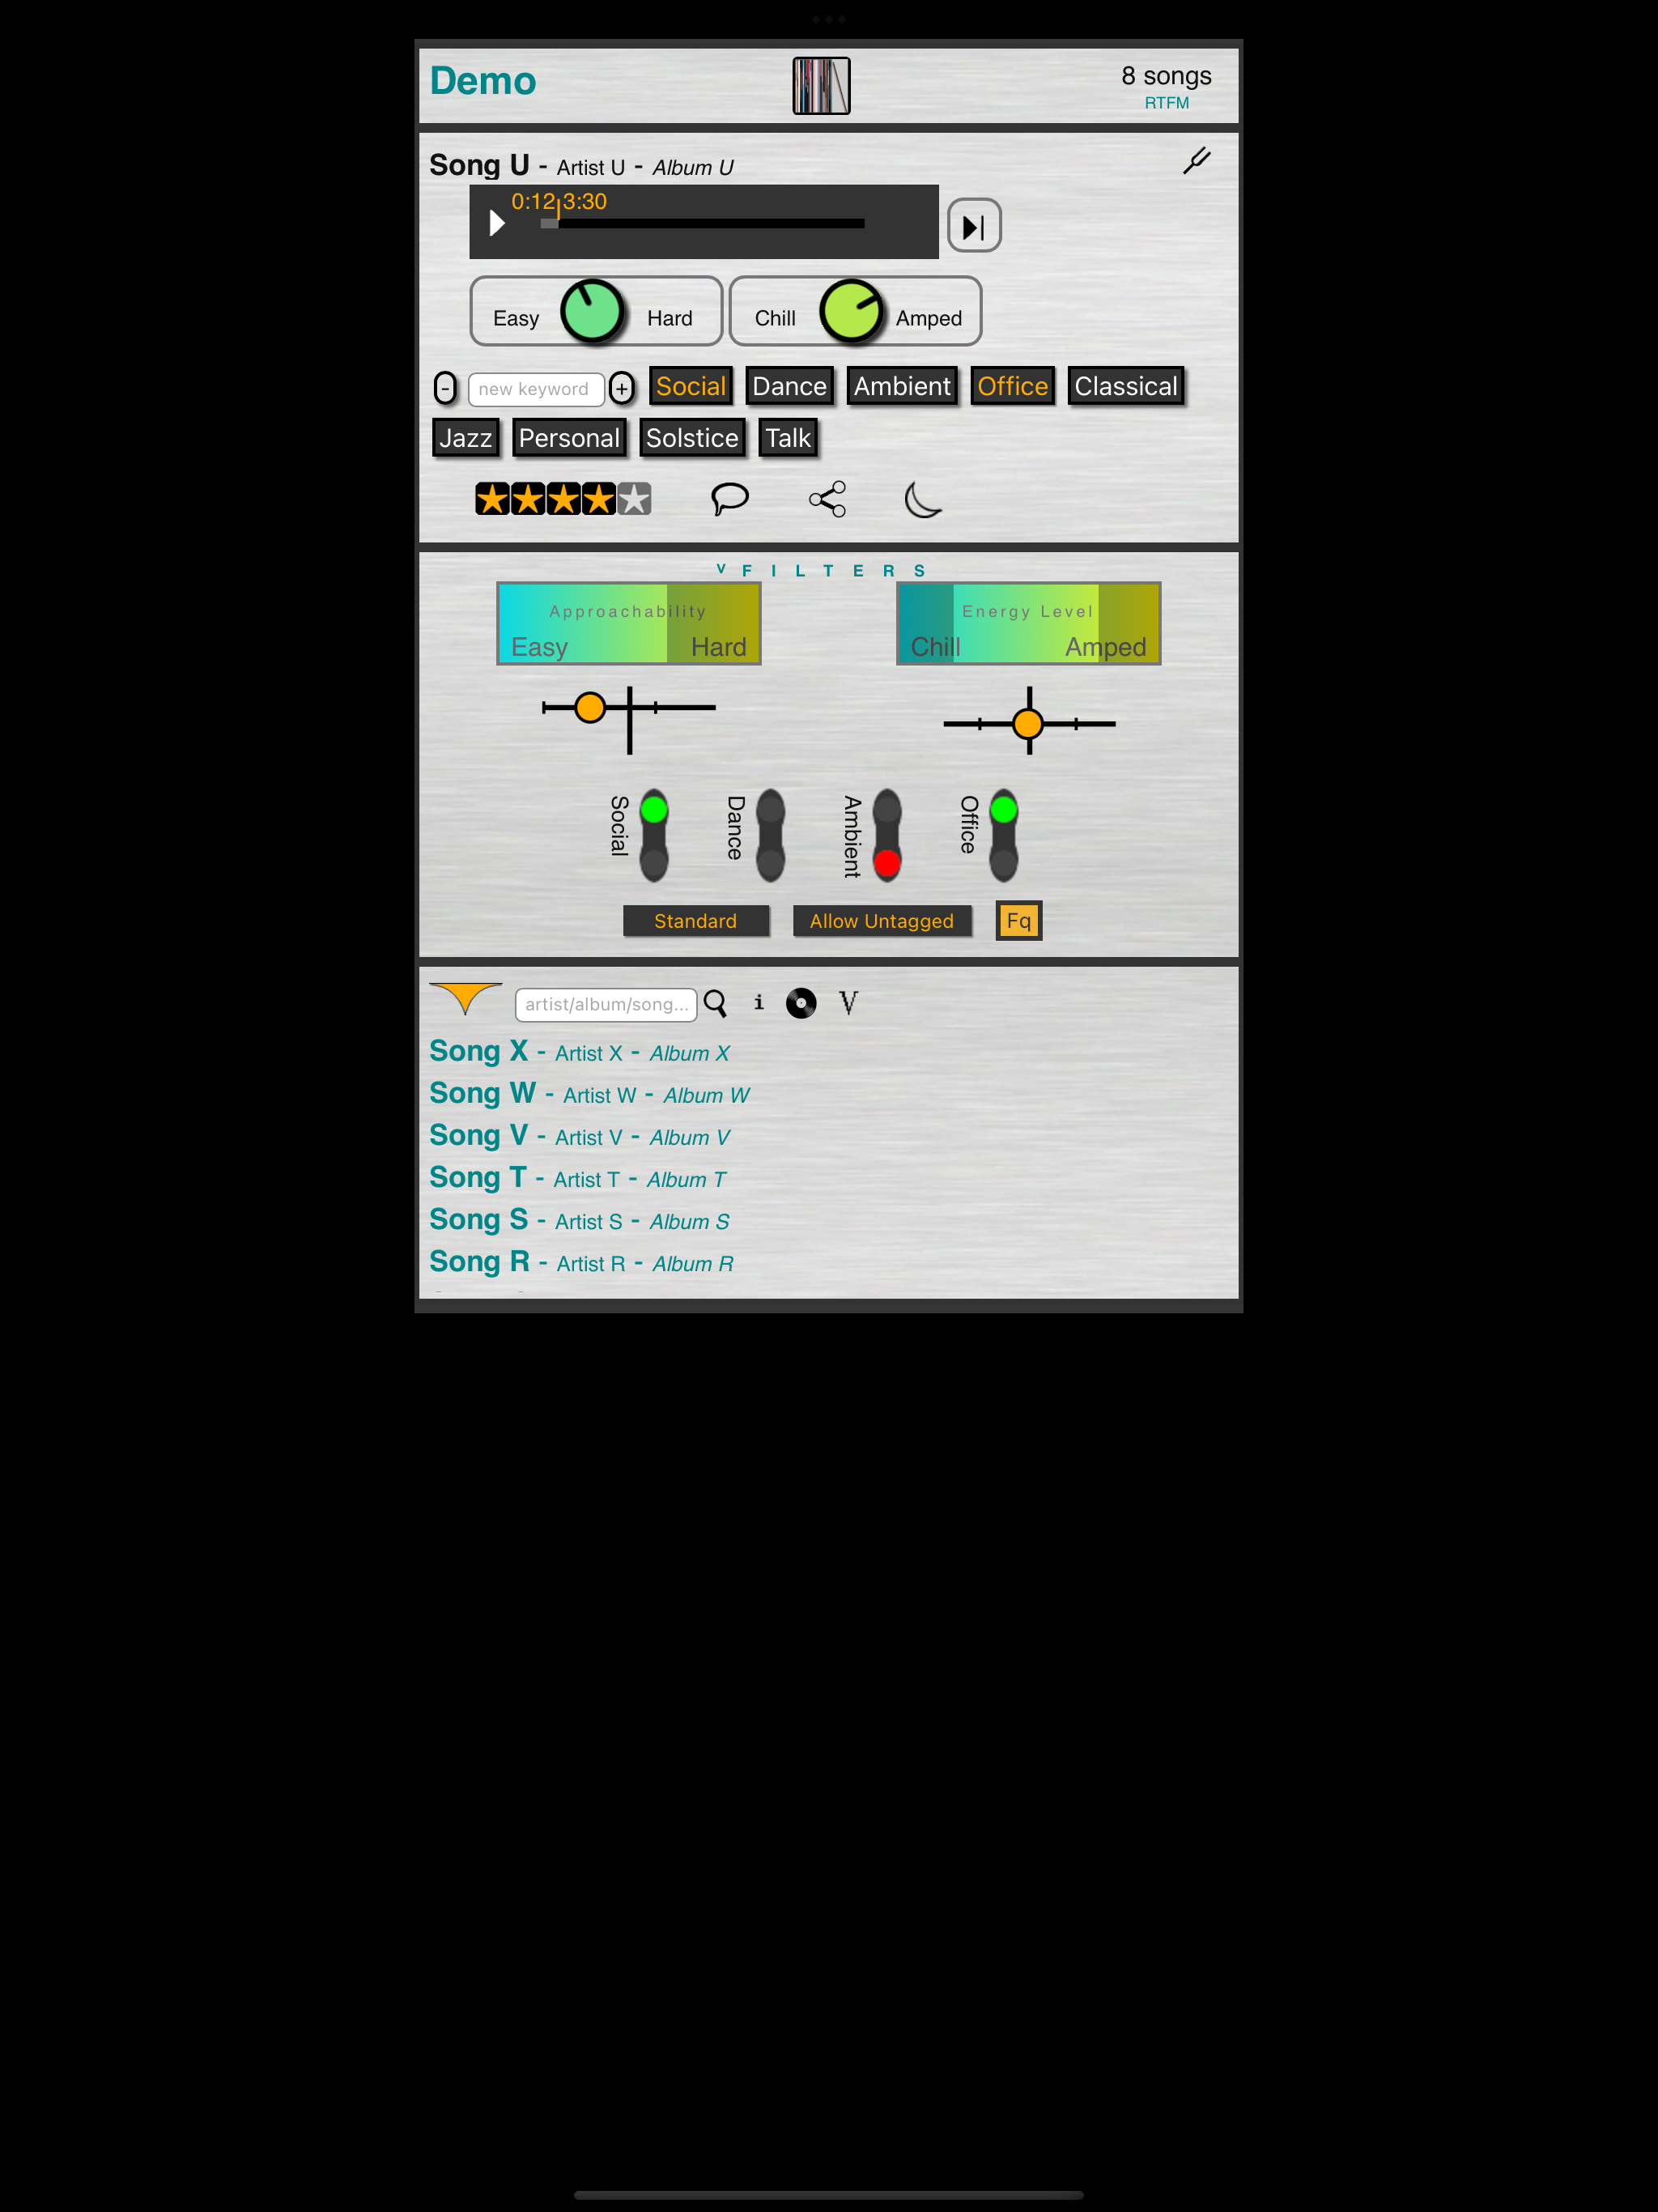 Demo
8 songs
RTFM
Song U - Artist U - Album U
0:12 3:30
Easy Hard Chill Amped
- new keyword + Social Dance Ambient Office Classical
Jazz Personal Solstice Talk
v F I L T E R S
Approachability
Easy Hard
Energy Level
Chill Amped
Social
Dance
Ambient
Office
Standard Allow Untagged Fq
artist/album/song... i V
Song X - Artist X - Album X
Song W - Artist W - Album W
Song V - Artist V - Album V
Song T - Artist T - Album T
Song S - Artist S - Album S
Song R - Artist R - Album R